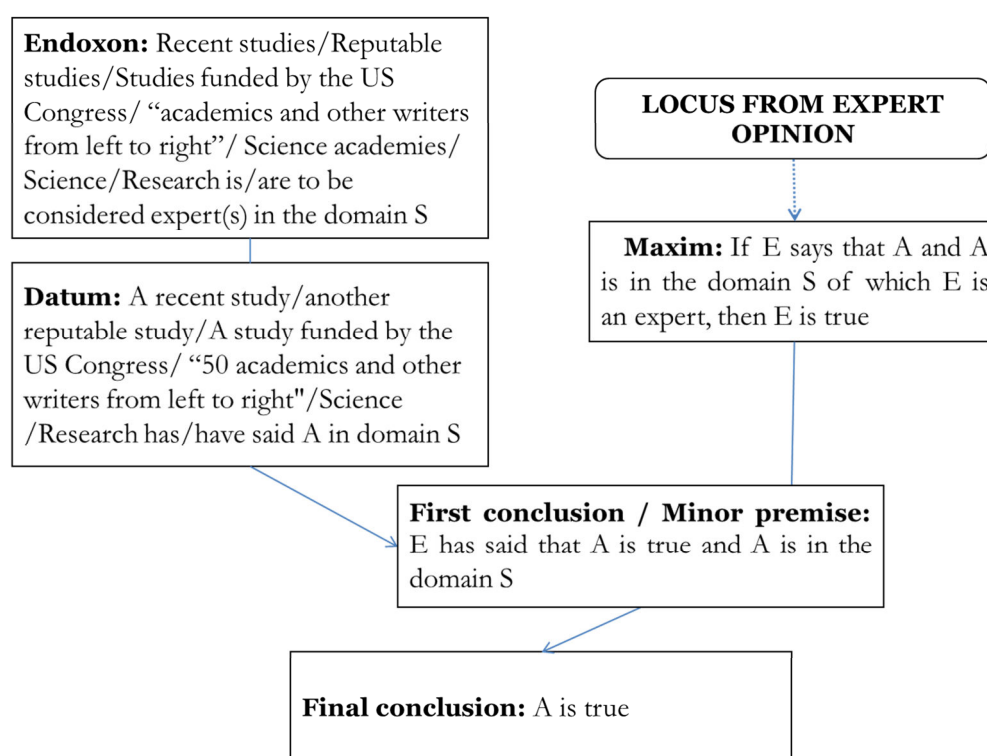 Endoxon: Recent studies/Reputable
studies/Studies funded by the US
Congress/ “academics and other writers
from left to right”/ Science academies/
Science/Research is/are to be
considered expert(s) in the domain S
LOCUS FROM EXPERT
OPINION
Maxim: If E says that A and A
is in the domain S of which E is
an expert, then E is true
Datum: A recent study/another
reputable study/A study funded by the
US Congress/ “50 academics and other
writers from left to right"/Science
/Research has/have said A in domain S
First conclusion / Minor premise:
E has said that A is true and A is in the
domain S
Final conclusion: A is true